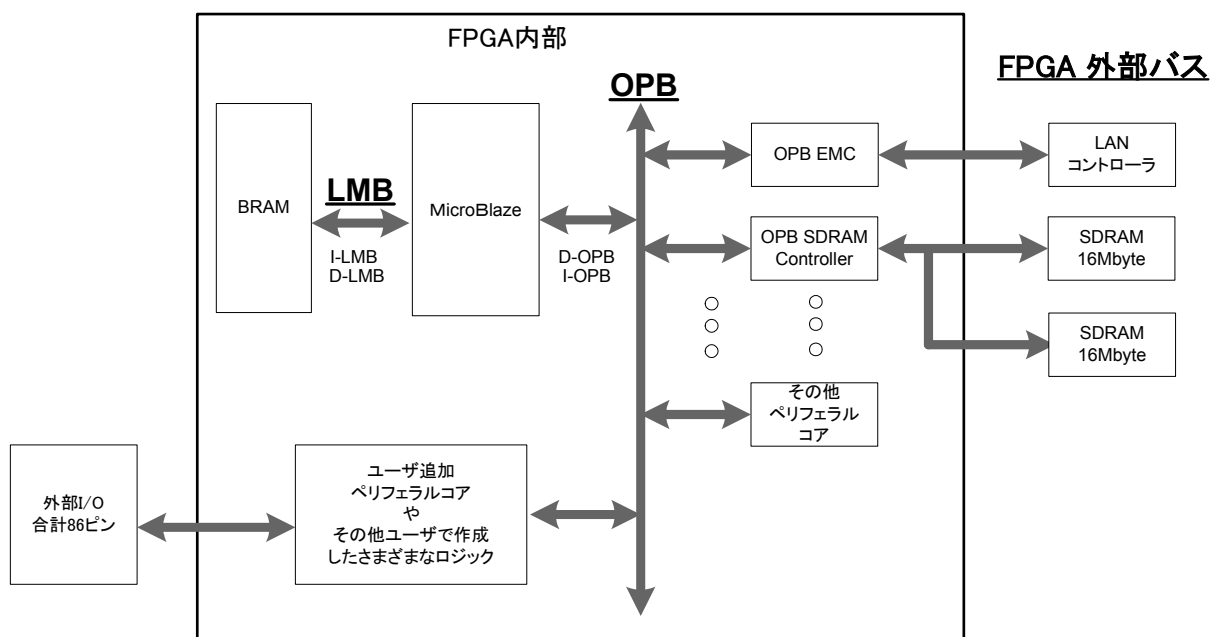 FPGA内部
FPGA 外部バス
OPB
BRAM
LMB
I-LMB
D-LMB
MicroBlaze
D-OPB
I-OPB
OPB EMC
LAN
コントローラ
OPB SDRAM
Controller
SDRAM
16Mbyte
SDRAM
16Mbyte
その他
ペリフェラル
コア
外部I/O
合計86ピン
ユーザ追加
ペリフェラルコア
や
その他ユーザで作成
したさまざまなロジック